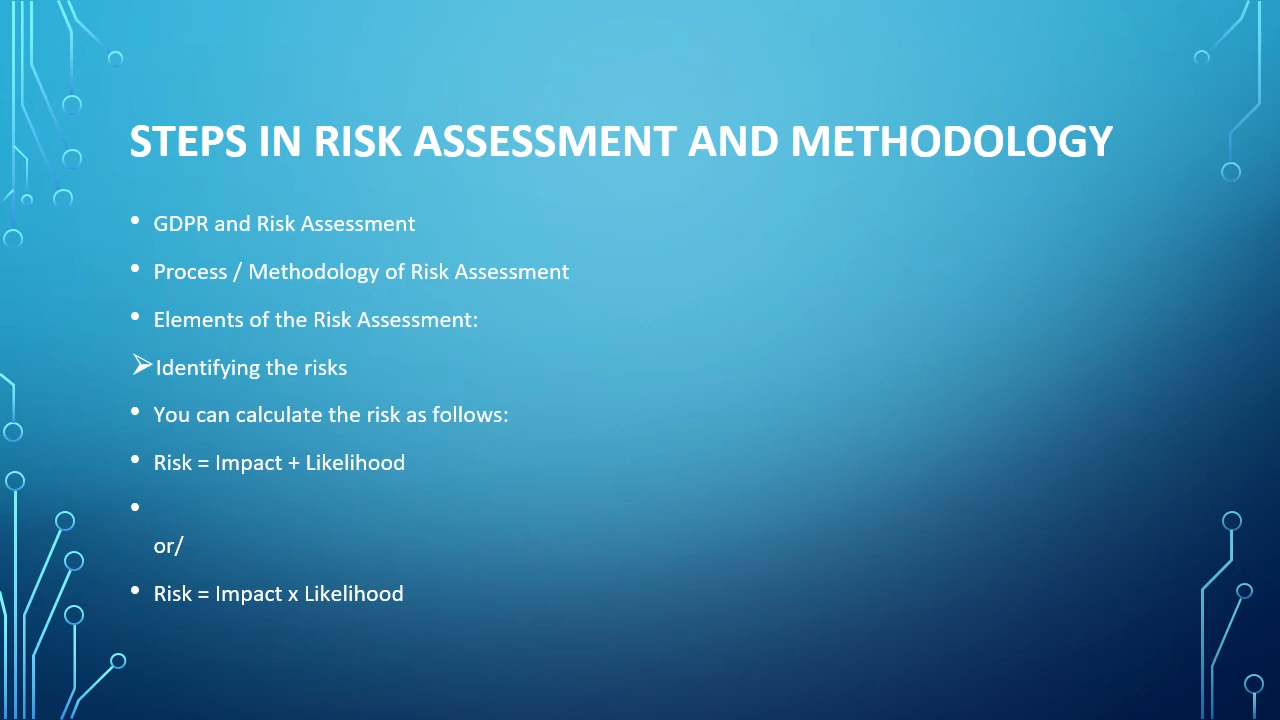 STEPS IN RISK ASSESSMENT AND METHODOLOGY
• GDPR and Risk Assessment
• Process / Methodology of Risk Assessment
• Elements of the Risk Assessment:
➢Identifying the risks
• You can calculate the risk as follows:
• Risk = Impact + Likelihood
•
or/
• Risk = Impact x Likelihood